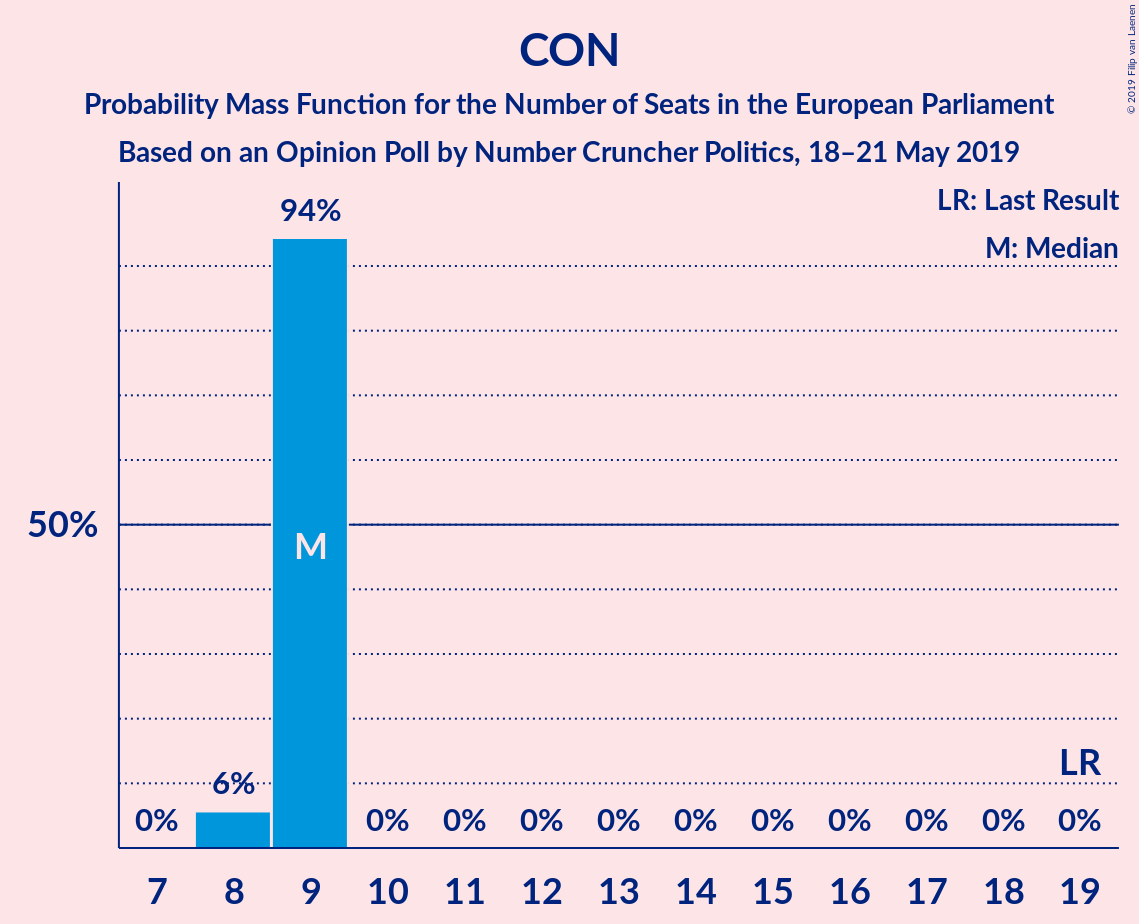 CON
Probability Mass Function for the Number of Seats in the European Parliament
Based on an Opinion Poll by Number Cruncher Politics, 18–21 May 2019
© 2019 Filip van Laenen
LR: Last Result
M: Median
94%
50%
M
LR
6%
0% 0% 0% 0% 0% 0% 0% 0% 0% 0% 0%
7 8 9 10 11 12 13 14 15 16 17 18 19